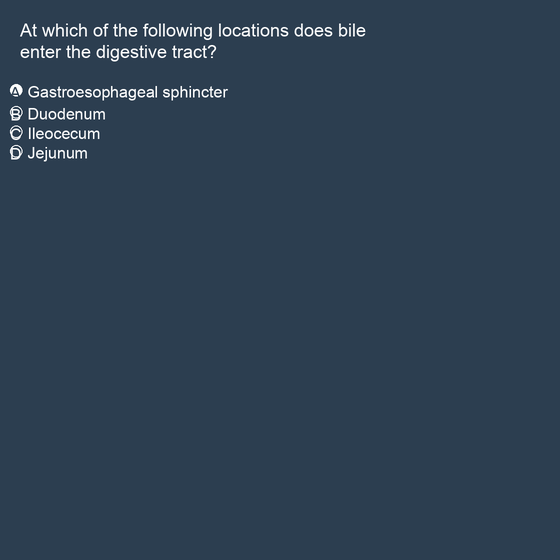 At which of the following locations does bile
enter the digestive tract?
A Gastroesophageal sphincter
B Duodenum
C Ileocecum
D Jejunum